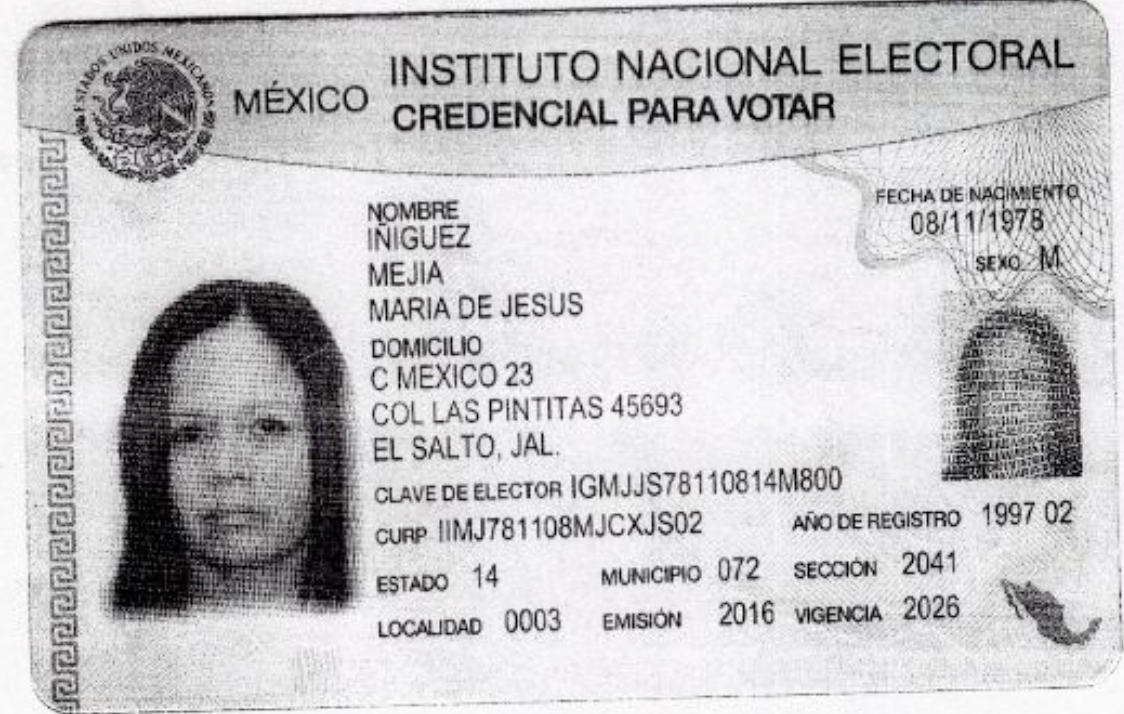 ESTADOS UNIDOS MEXICANOS
MÉXICO
INSTITUTO NACIONAL ELECTORAL
CREDENCIAL PARA VOTAR
NOMBRE
IÑIGUEZ
MEJIA
MARIA DE JESUS
FECHA DE NACIMIENTO
08/11/1978
SEXO M
DOMICILIO
C MEXICO 23
COL LAS PINTITAS 45693
EL SALTO, JAL.
CLAVE DE ELECTOR IGMJJS78110814M800
CURP IIMJ781108MJCXJS02 AÑO DE REGISTRO 1997 02
ESTADO 14 MUNICIPIO 072 SECCIÓN 2041
LOCALIDAD 0003 EMISIÓN 2016 VIGENCIA 2026